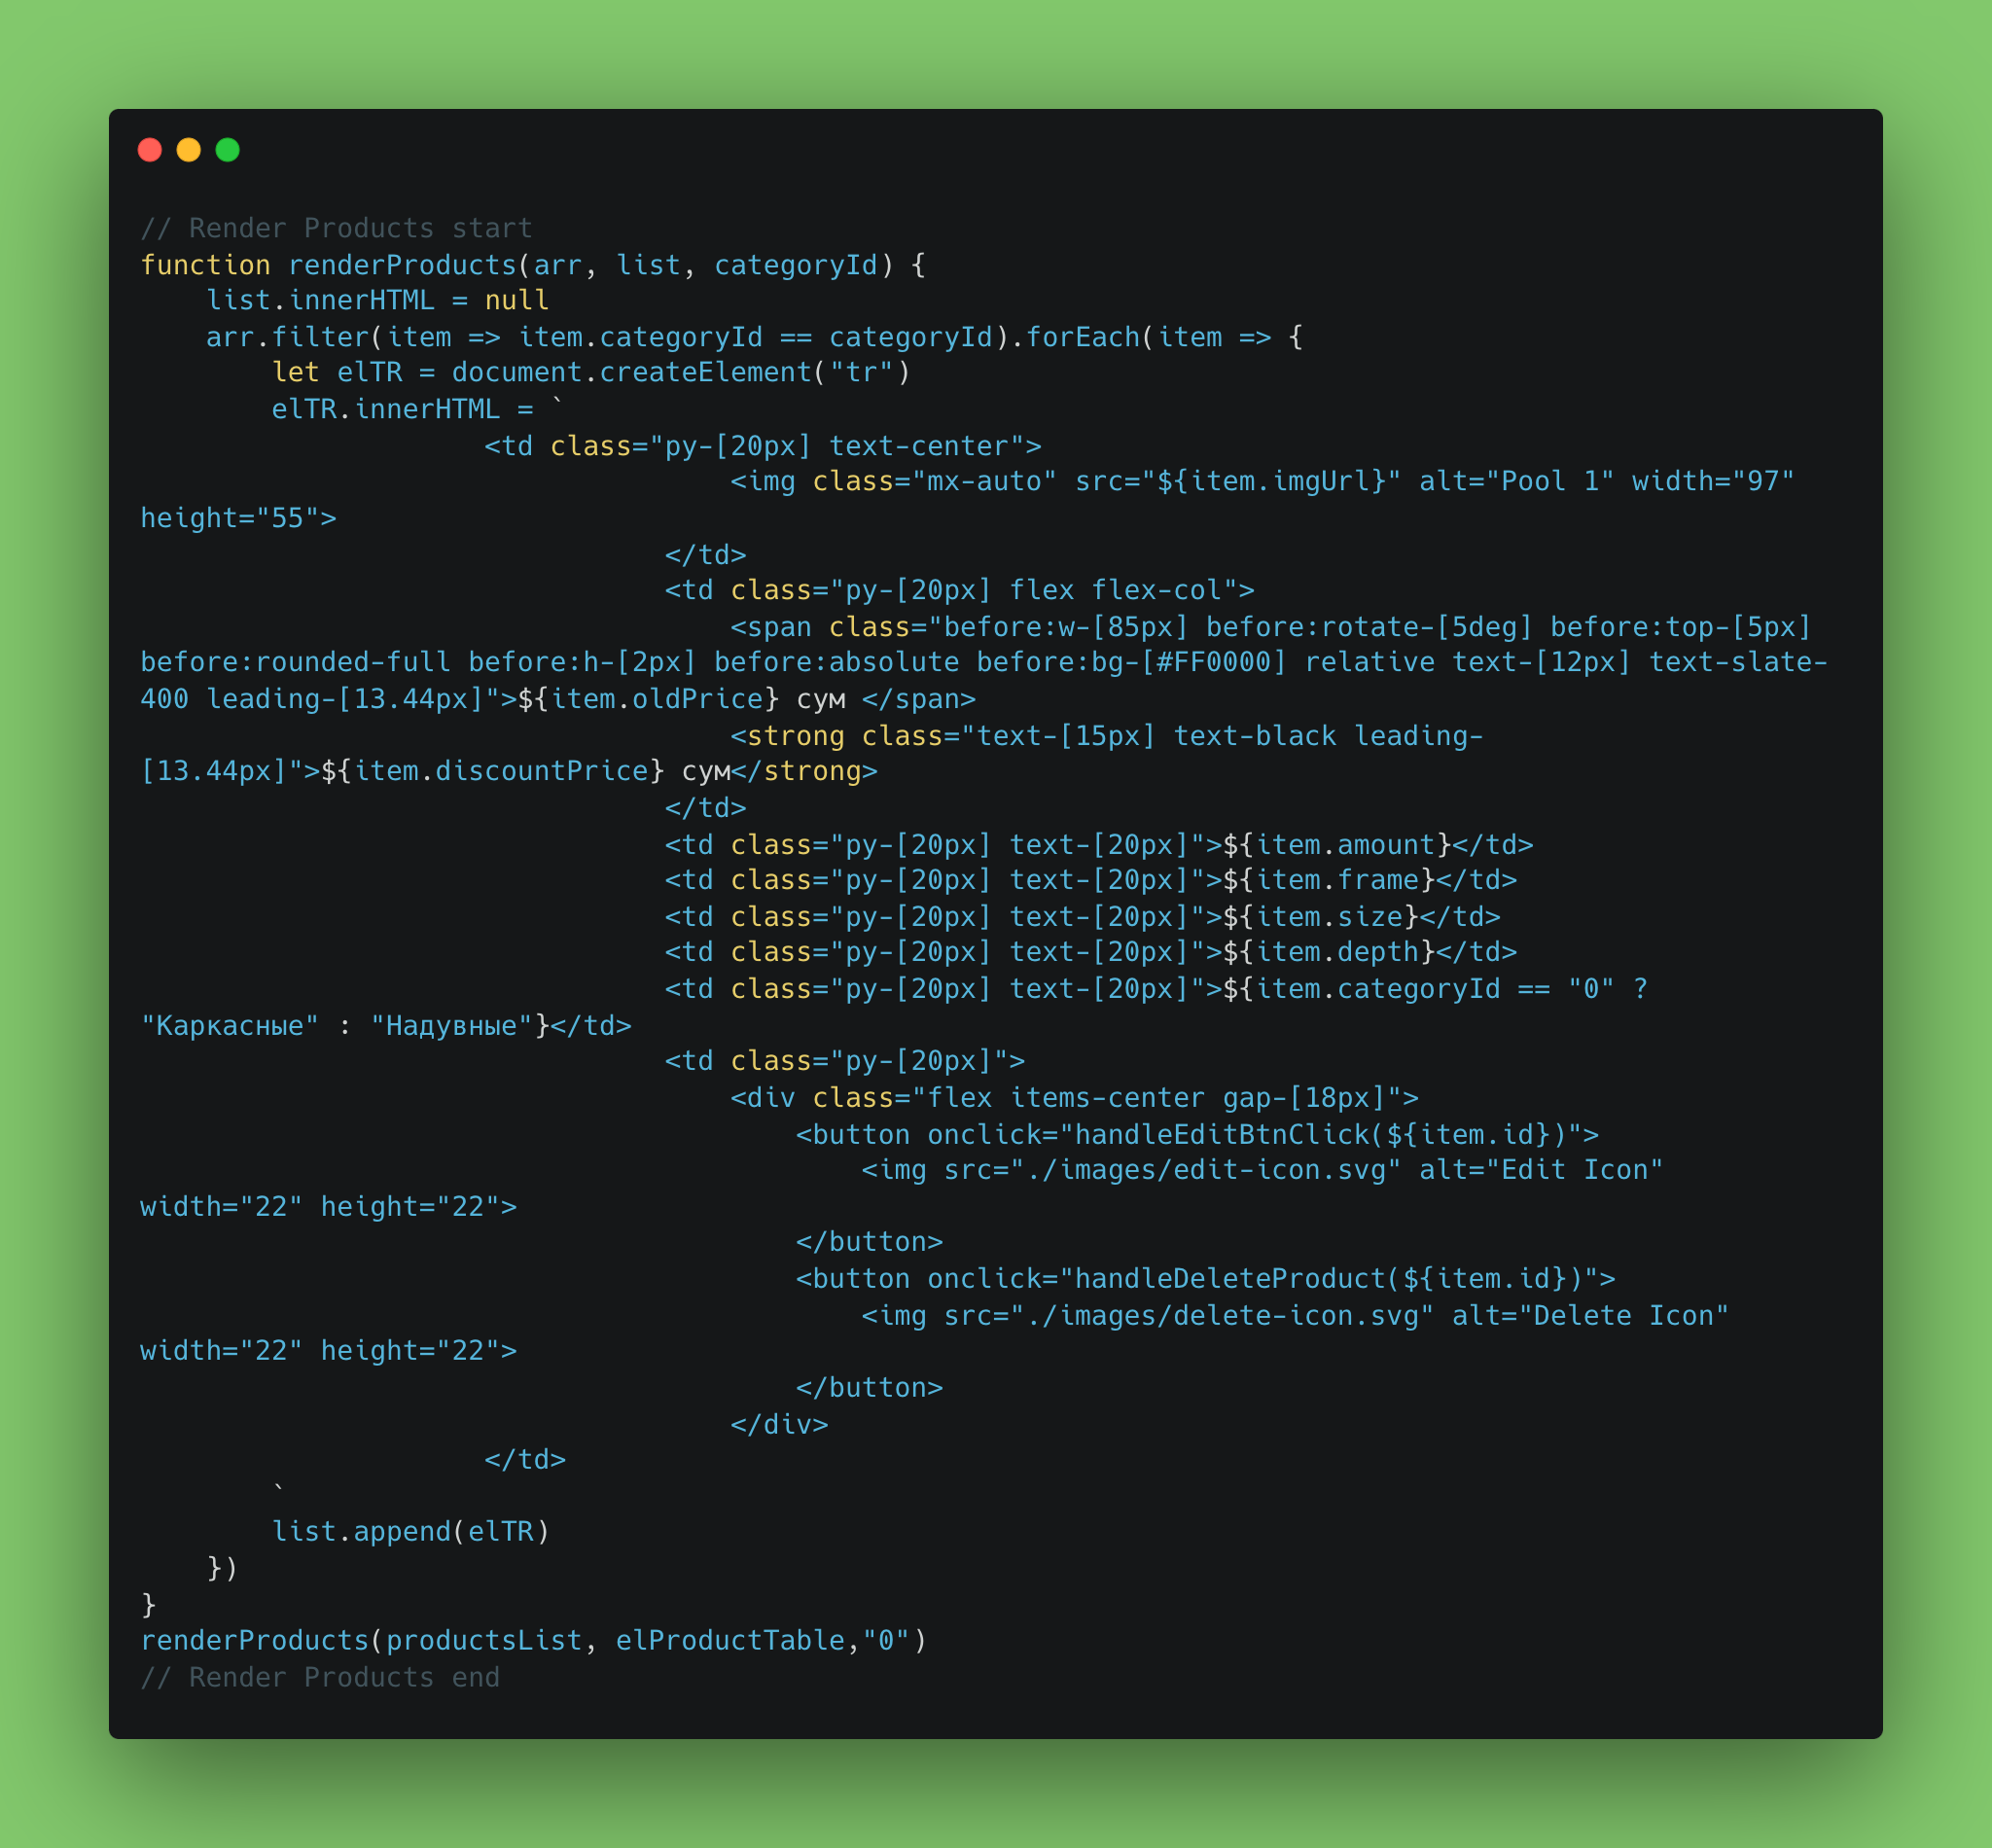 // Render Products start
function renderProducts(arr, list, categoryId) {
    list.innerHTML = null
    arr.filter(item => item.categoryId == categoryId).forEach(item => {
        let elTR = document.createElement("tr")
        elTR.innerHTML = `
                     <td class="py-[20px] text-center">
                                    <img class="mx-auto" src="${item.imgUrl}" alt="Pool 1" width="97"
height="55">
                                </td>
                                <td class="py-[20px] flex flex-col">
                                    <span class="before:w-[85px] before:rotate-[5deg] before:top-[5px]
before:rounded-full before:h-[2px] before:absolute before:bg-[#FF0000] relative text-[12px] text-slate-
400 leading-[13.44px]">${item.oldPrice} сум </span>
                                    <strong class="text-[15px] text-black leading-
[13.44px]">${item.discountPrice} сум</strong>
                                </td>
                                <td class="py-[20px] text-[20px]">${item.amount}</td>
                                <td class="py-[20px] text-[20px]">${item.frame}</td>
                                <td class="py-[20px] text-[20px]">${item.size}</td>
                                <td class="py-[20px] text-[20px]">${item.depth}</td>
                                <td class="py-[20px] text-[20px]">${item.categoryId == "0" ?
"Каркасные" : "Надувные"}</td>
                                <td class="py-[20px]">
                                    <div class="flex items-center gap-[18px]">
                                        <button onclick="handleEditBtnClick(${item.id})">
                                            <img src="./images/edit-icon.svg" alt="Edit Icon"
width="22" height="22">
                                        </button>
                                        <button onclick="handleDeleteProduct(${item.id})">
                                            <img src="./images/delete-icon.svg" alt="Delete Icon"
width="22" height="22">
                                        </button>
                                    </div>
                     </td>
        `
        list.append(elTR)
    })
}
renderProducts(productsList, elProductTable,"0")
// Render Products end